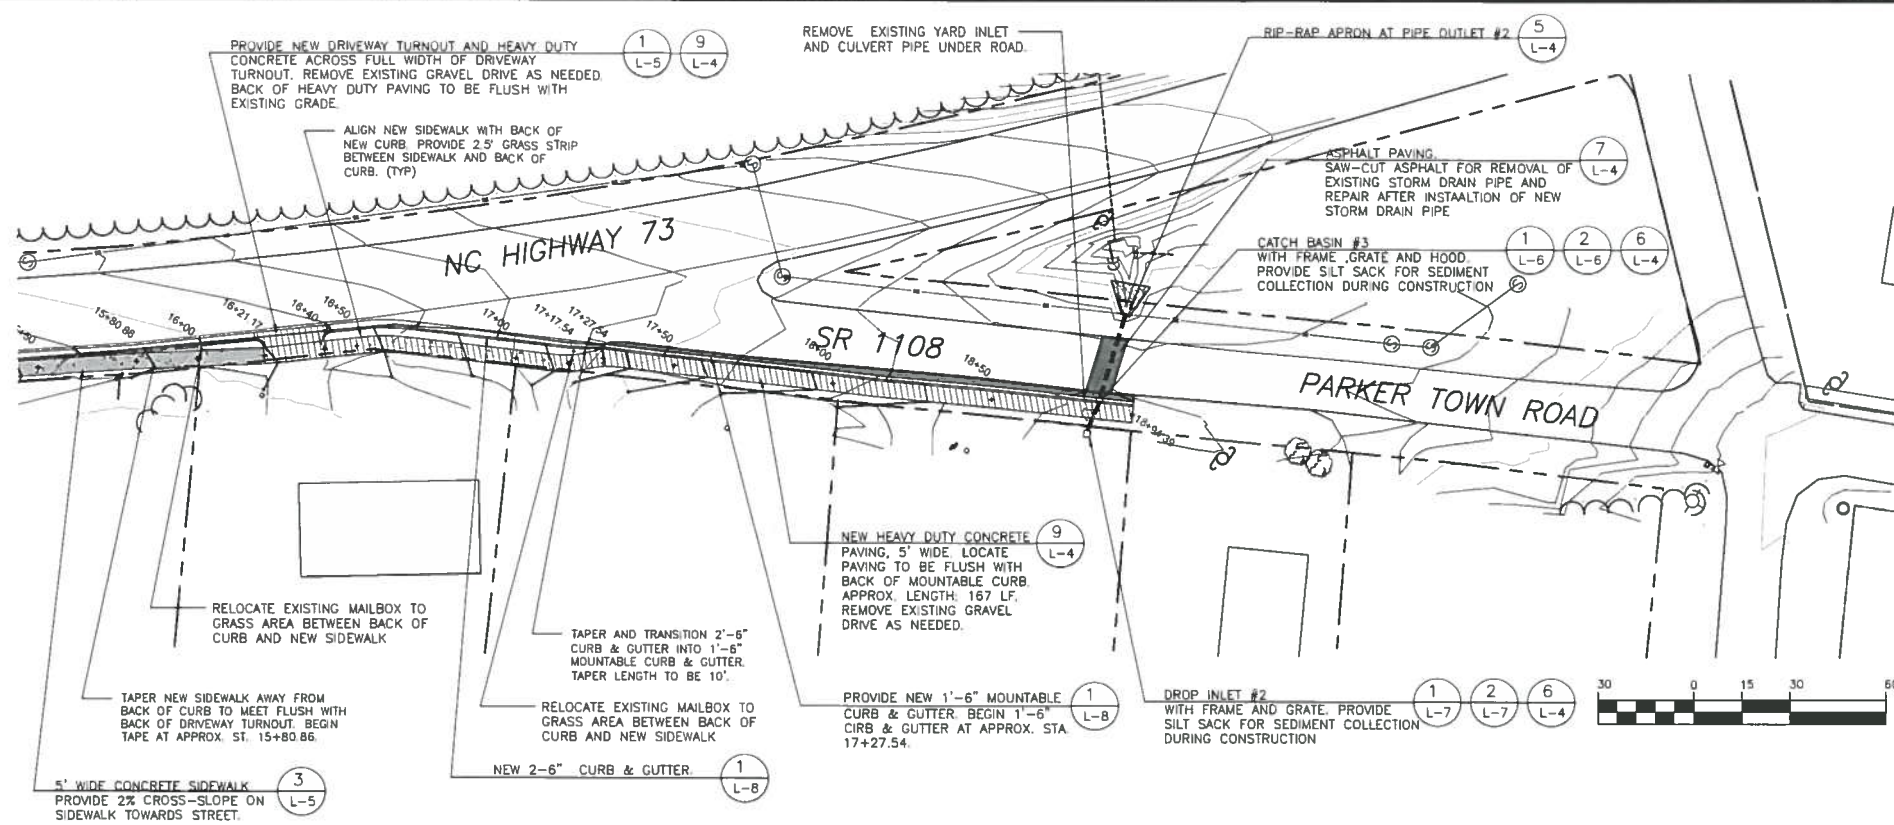 PROVIDE NEW DRIVEWAY TURNOUT AND HEAVY DUTY
CONCRETE ACROSS FULL WIDTH OF DRIVEWAY
TURNOUT. REMOVE EXISTING GRAVEL DRIVE AS NEEDED.
BACK OF HEAVY DUTY PAVING TO BE FLUSH WITH
EXISTING GRADE.
1
L-5
9
L-4
ALIGN NEW SIDEWALK WITH BACK OF
NEW CURB. PROVIDE 2.5' GRASS STRIP
BETWEEN SIDEWALK AND BACK OF
CURB. (TYP)
REMOVE EXISTING YARD INLET
AND CULVERT PIPE UNDER ROAD.
RIP-RAP APRON AT PIPE OUTLET #2
5
L-4
ASPHALT PAVING.
SAW-CUT ASPHALT FOR REMOVAL OF
EXISTING STORM DRAIN PIPE AND
REPAIR AFTER INSTAALTION OF NEW
STORM DRAIN PIPE
7
L-4
CATCH BASIN #3
WITH FRAME ,GRATE AND HOOD.
PROVIDE SILT SACK FOR SEDIMENT
COLLECTION DURING CONSTRUCTION
1
L-6
2
L-6
6
L-4
NC HIGHWAY 73
SR 1108
PARKER TOWN ROAD
15+80.86
16+00
16+21.17
16+40
16+50
17+00
17+17.54
17+27.54
17+50
18+00
18+50
18+94.39
NEW HEAVY DUTY CONCRETE
PAVING, 5' WIDE. LOCATE
PAVING TO BE FLUSH WITH
BACK OF MOUNTABLE CURB.
APPROX. LENGTH: 167 LF.
REMOVE EXISTING GRAVEL
DRIVE AS NEEDED.
9
L-4
RELOCATE EXISTING MAILBOX TO
GRASS AREA BETWEEN BACK OF
CURB AND NEW SIDEWALK
TAPER AND TRANSITION 2'-6"
CURB & GUTTER INTO 1'-6"
MOUNTABLE CURB & GUTTER.
TAPER LENGTH TO BE 10'.
TAPER NEW SIDEWALK AWAY FROM
BACK OF CURB TO MEET FLUSH WITH
BACK OF DRIVEWAY TURNOUT. BEGIN
TAPE AT APPROX. ST. 15+80.86.
RELOCATE EXISTING MAILBOX TO
GRASS AREA BETWEEN BACK OF
CURB AND NEW SIDEWALK
PROVIDE NEW 1'-6" MOUNTABLE
CURB & GUTTER. BEGIN 1'-6"
CIRB & GUTTER AT APPROX. STA.
17+27.54.
1
L-8
DROP INLET #2
WITH FRAME AND GRATE. PROVIDE
SILT SACK FOR SEDIMENT COLLECTION
DURING CONSTRUCTION
1
L-7
2
L-7
6
L-4
30 0 15 30 60
NEW 2-6" CURB & GUTTER.
1
L-8
5' WIDE CONCRETE SIDEWALK
PROVIDE 2% CROSS-SLOPE ON
SIDEWALK TOWARDS STREET.
3
L-5